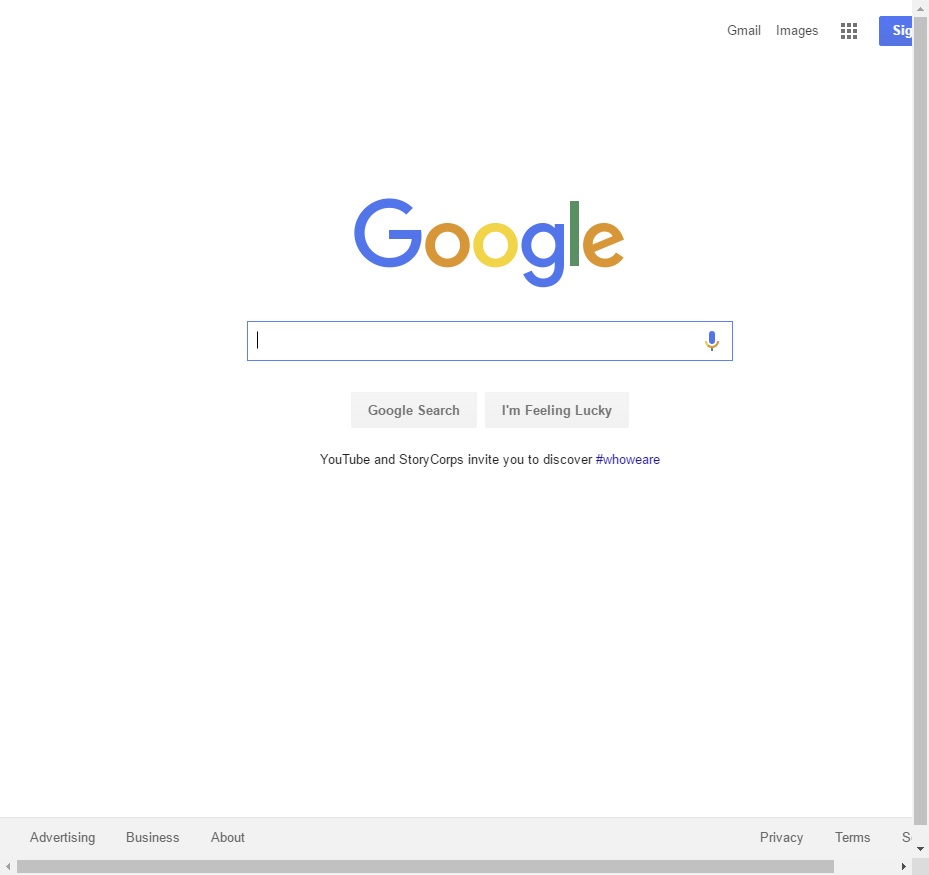 Gmail Images Sig
Google
Google Search I'm Feeling Lucky
YouTube and StoryCorps invite you to discover #whoweare
Advertising Business About Privacy Terms S